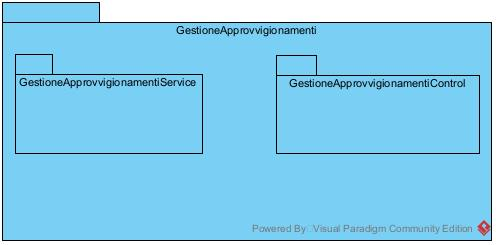 GestioneApprovvigionamenti
GestioneApprovvigionamentiService
GestioneApprovvigionamentiControl
Powered By Visual Paradigm Community Edition